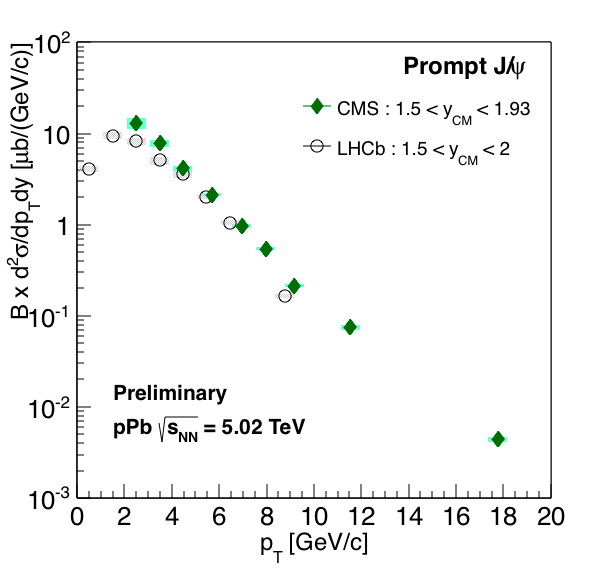 Prompt J/ψ
CMS : 1.5 < y_CM < 1.93
LHCb : 1.5 < y_CM < 2
B x d²σ/dp_T dy [μb/(GeV/c)]
10²
10
1
10⁻¹
10⁻²
10⁻³
Preliminary
pPb √s_NN = 5.02 TeV
0 2 4 6 8 10 12 14 16 18 20
p_T [GeV/c]